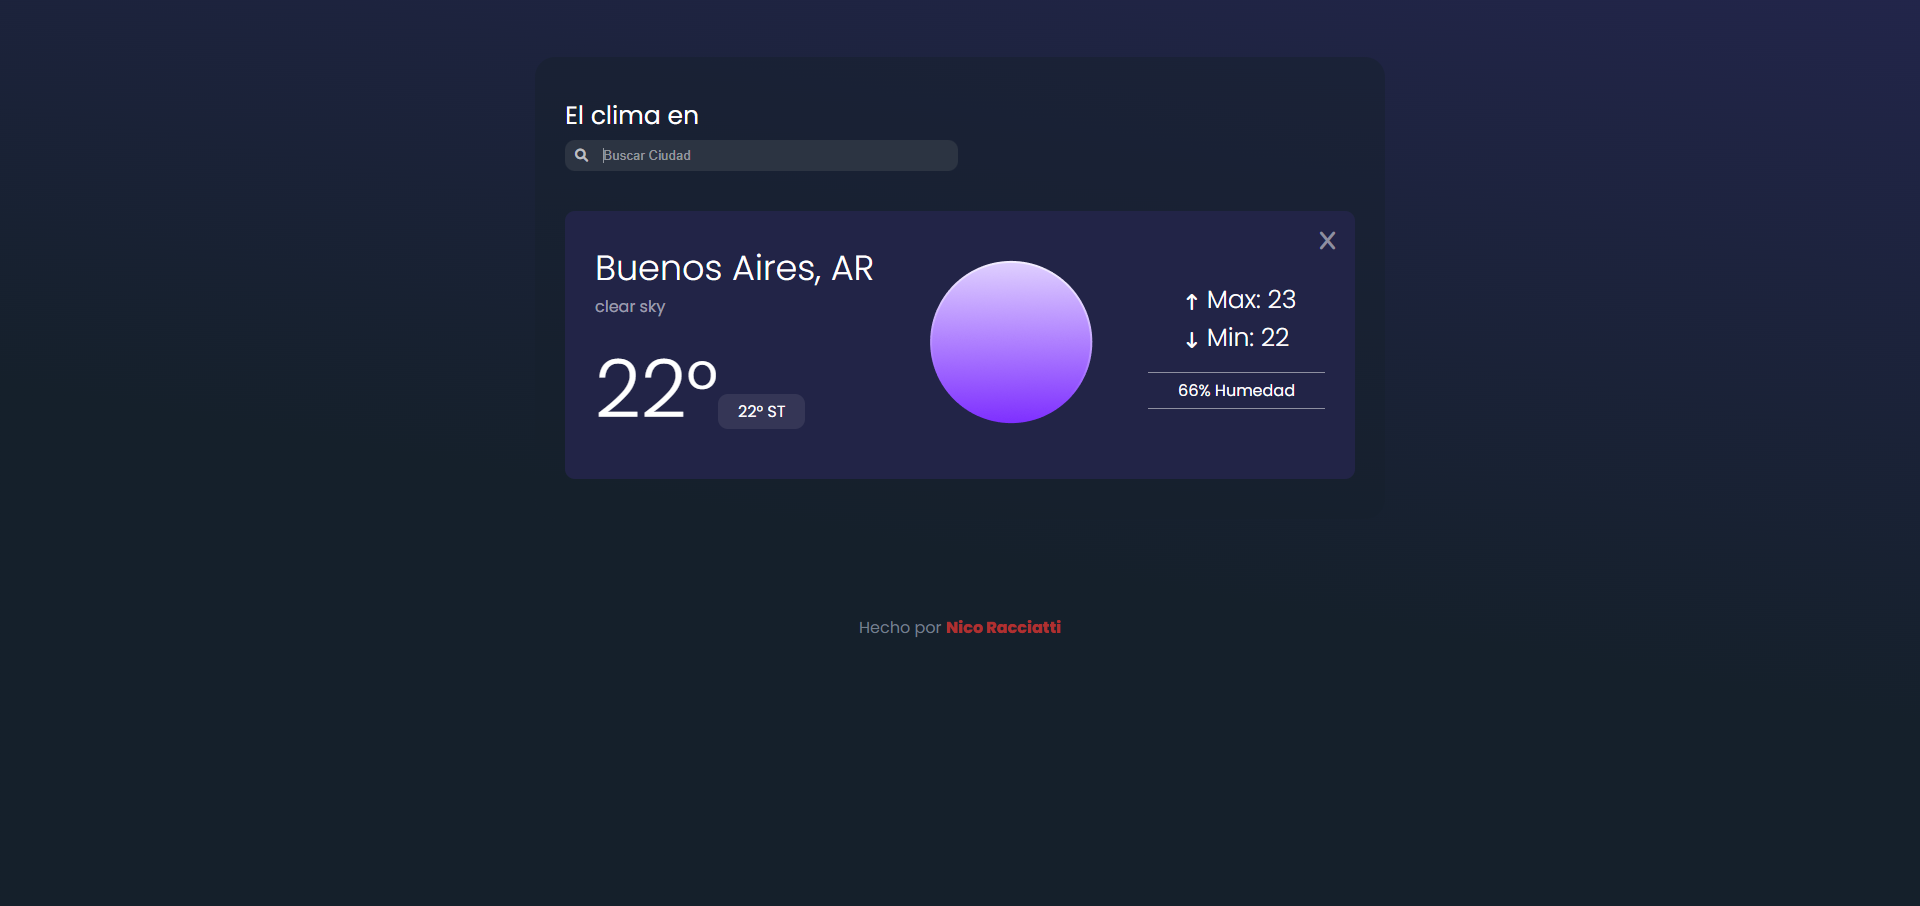 El clima en
Buscar Ciudad
Buenos Aires, AR
clear sky
22º
22º ST
↑ Max: 23
↓ Min: 22
66% Humedad
Hecho por Nico Racciatti